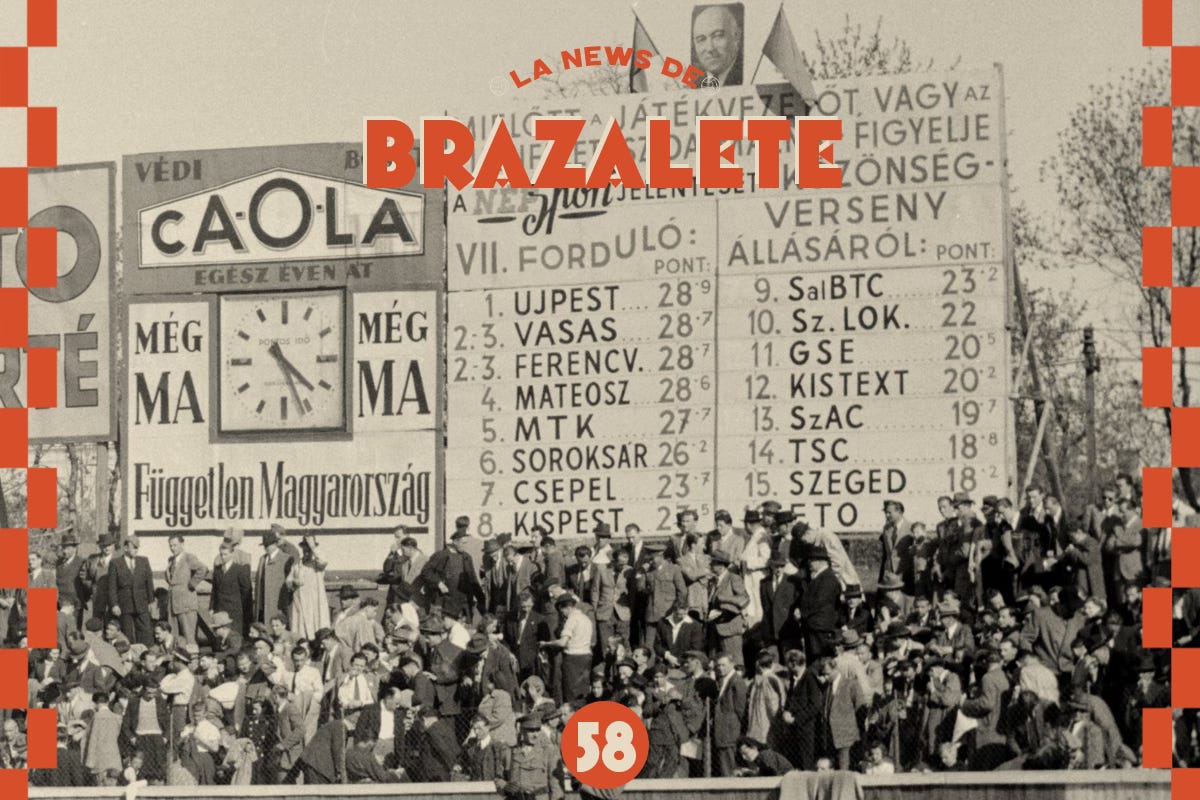 LA NEWS DE
BRAZALETE
MIELŐTT A JÁTÉKVEZETŐT, VAGY AZ
FIGYELJE
A NÉPSport JELENTÉSÉT KÖZÖNSÉG-
VERSENY
VII. FORDULÓ:
ÁLLÁSÁRÓL:
PONT:
PONT:
1. UJPEST 28·9
2-3. VASAS 28·7
2-3. FERENCV. 28·7
4. MATEOSZ 28·6
5. MTK 27·7
6. SOROKSÁR 26·2
7. CSEPEL 23·7
8. KISPEST 23·5
9. SalBTC 23·2
10. Sz. LOK. 22
11. GSE 20·5
12. KISTEXT 20·2
13. SzAC 19·7
14. TSC 18·8
15. SZEGED 18·2
ETO
VÉDI
CA-O-LA
EGÉSZ ÉVEN ÁT
MÉG
MA
PONTOS IDŐ
MÉG
MA
Független Magyarország
58